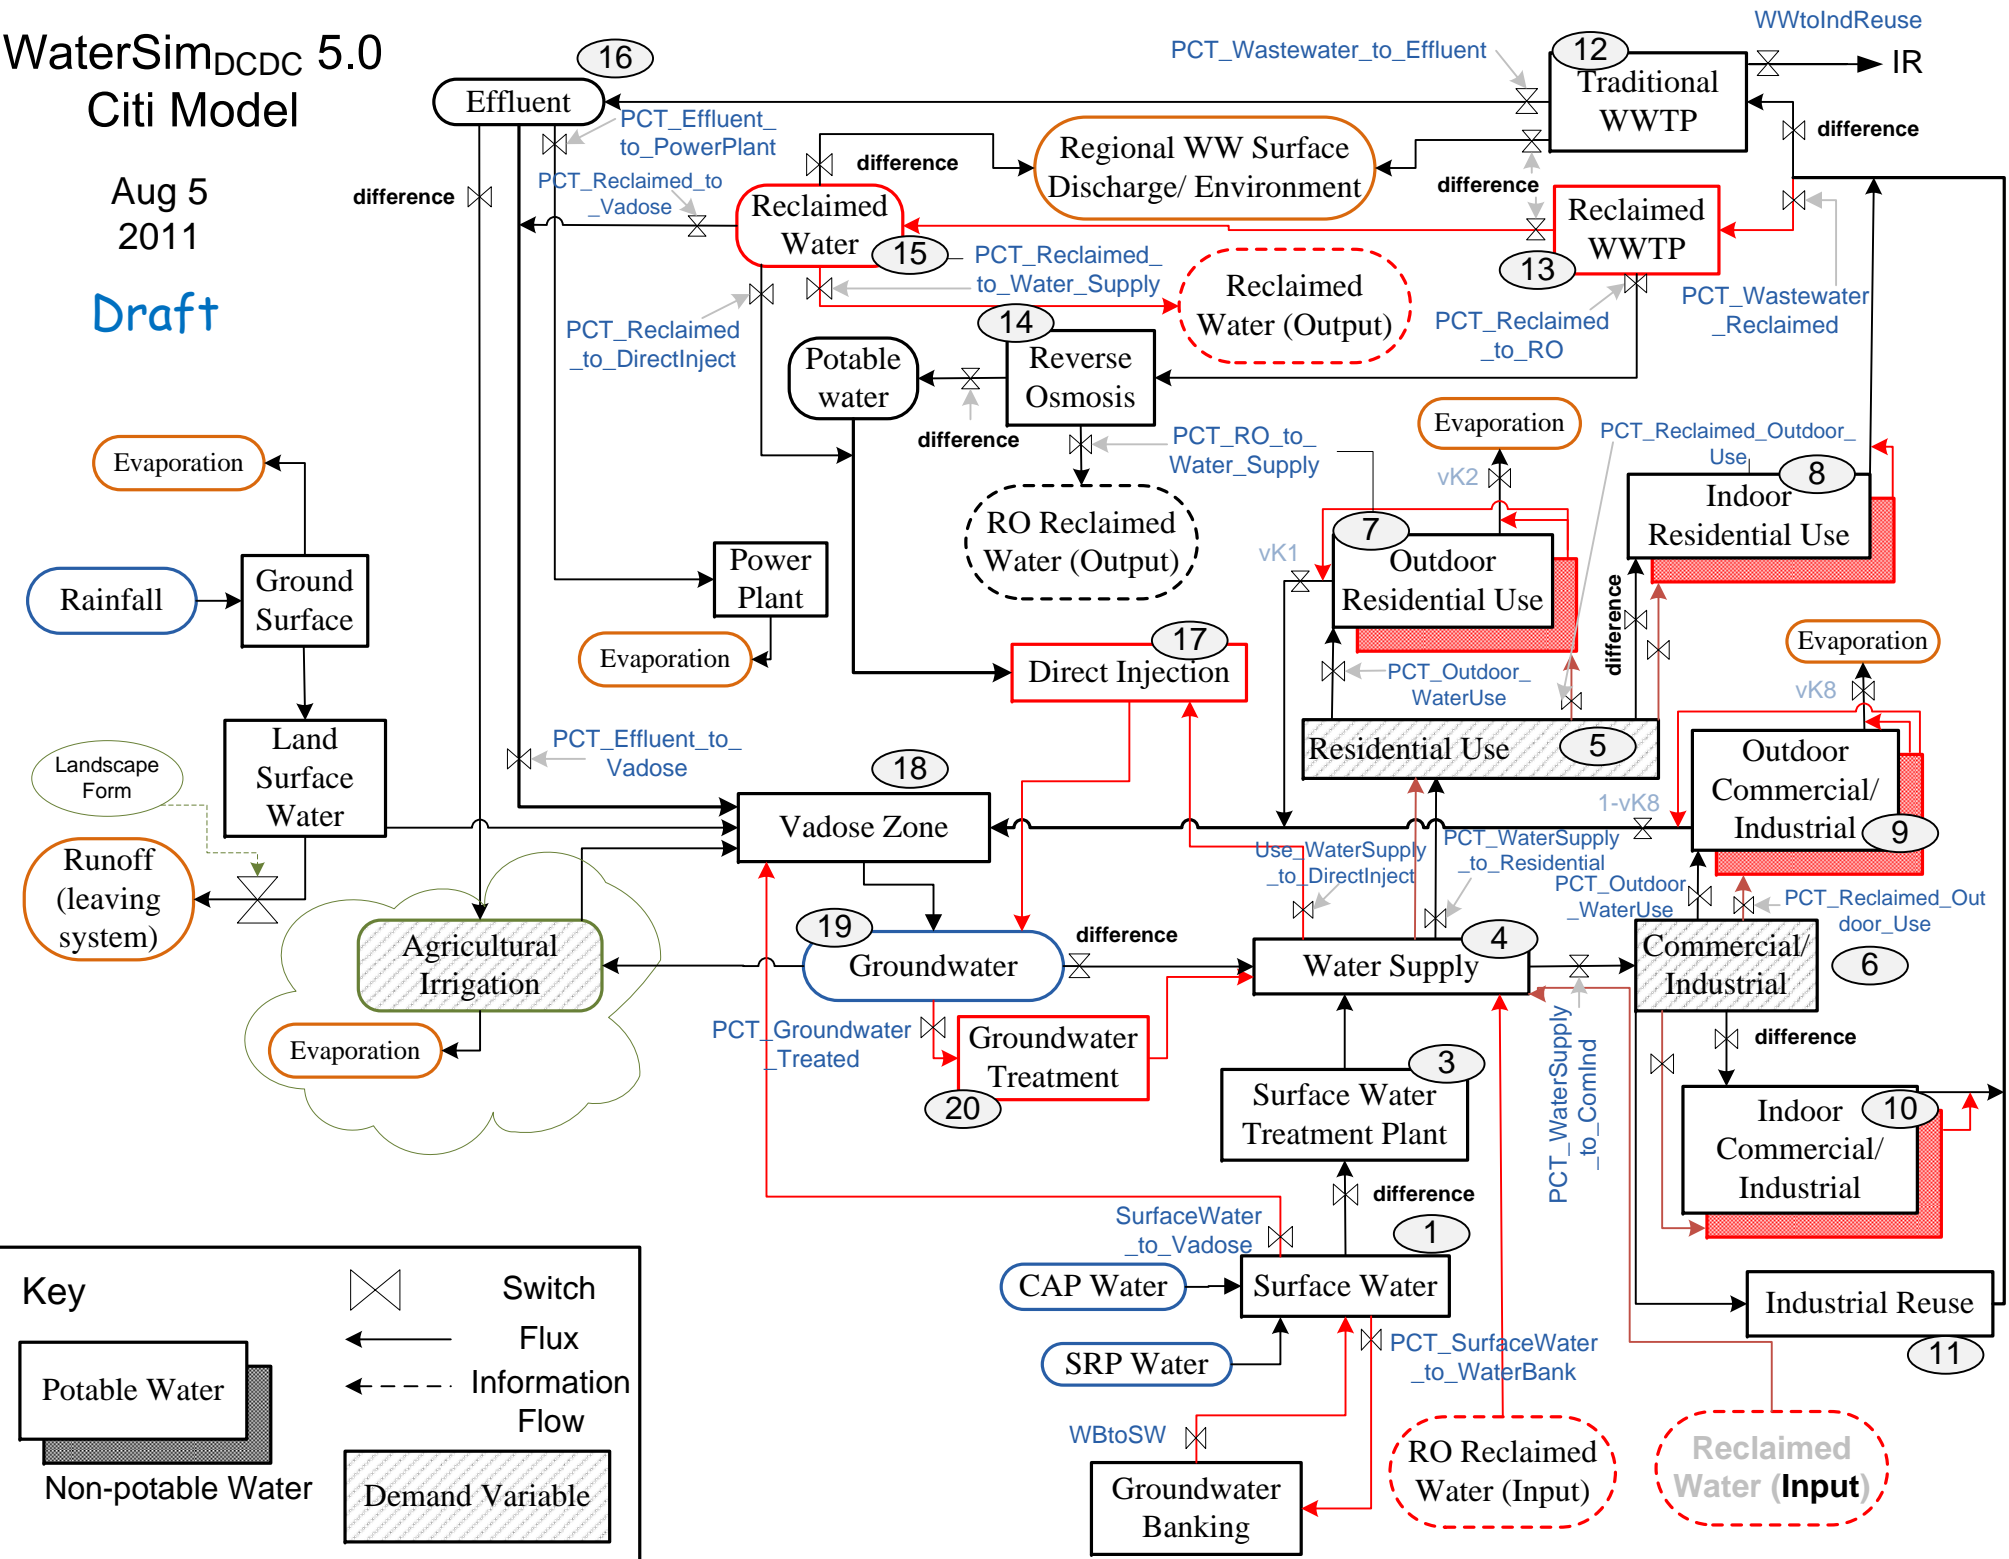 WaterSimDCDC 5.0
Citi Model
Aug 5
2011
Draft
16
Effluent
PCT_Effluent_
to_PowerPlant
difference
PCT_Reclaimed_to
_Vadose
PCT_Wastewater_to_Effluent
12
Traditional
WWTP
WWtoIndReuse
IR
difference
difference
Regional WW Surface
Discharge/ Environment
difference
Reclaimed
WWTP
13
Reclaimed
Water
15
PCT_Reclaimed_
to_Water_Supply
Reclaimed
Water (Output)
PCT_Reclaimed
_to_RO
PCT_Wastewater
_Reclaimed
PCT_Reclaimed
_to_DirectInject
14
Reverse
Osmosis
Potable
water
difference
PCT_RO_to_
Water_Supply
RO Reclaimed
Water (Output)
Evaporation
vK2
PCT_Reclaimed_Outdoor_
Use
8
Indoor
Residential Use
7
Outdoor
Residential Use
vK1
difference
PCT_Outdoor_
WaterUse
Residential Use
5
Evaporation
vK8
Evaporation
Rainfall
Ground
Surface
Power
Plant
Evaporation
17
Direct Injection
Land
Surface
Water
Landscape
Form
Runoff
(leaving
system)
PCT_Effluent_to_
Vadose
18
Vadose Zone
Outdoor
Commercial/
Industrial
9
1-vK8
Use_WaterSupply
_to_DirectInject
PCT_WaterSupply
_to_Residential
PCT_Outdoor
_WaterUse
PCT_Reclaimed_Out
door_Use
Agricultural
Irrigation
Evaporation
19
Groundwater
difference
4
Water Supply
Commercial/
Industrial
6
PCT_Groundwater
_Treated
Groundwater
Treatment
20
3
Surface Water
Treatment Plant
PCT_WaterSupply
_to_ComInd
difference
Indoor
Commercial/
Industrial
10
difference
SurfaceWater
_to_Vadose
1
CAP Water
Surface Water
SRP Water
PCT_SurfaceWater
_to_WaterBank
Industrial Reuse
11
WBtoSW
Groundwater
Banking
RO Reclaimed
Water (Input)
Reclaimed
Water (Input)
Key
Switch
Flux
Information
Flow
Potable Water
Non-potable Water
Demand Variable